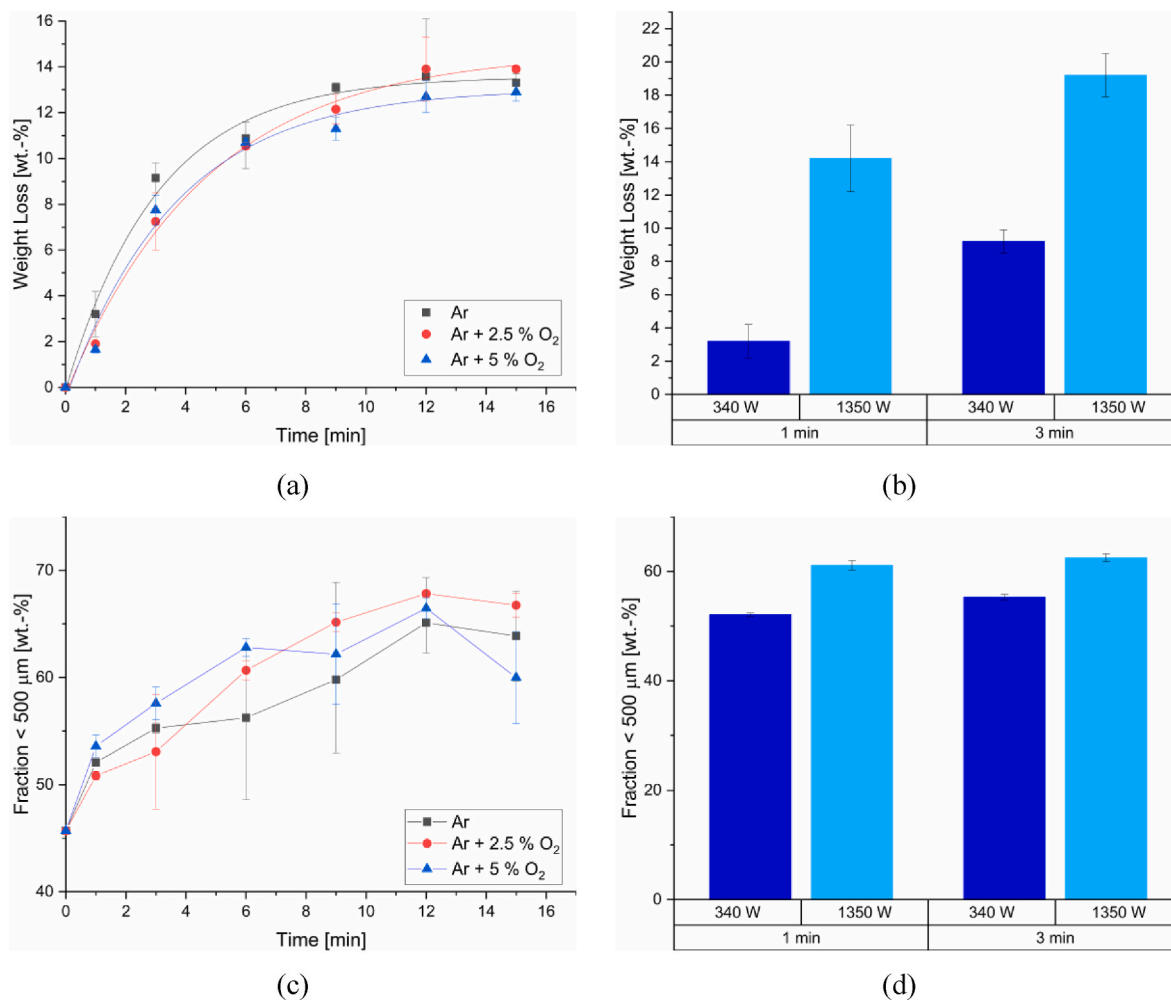 16
14
12
10
8
6
4
2
0
Weight Loss [wt.-%]
Ar
Ar + 2.5 % O₂
Ar + 5 % O₂
0 2 4 6 8 10 12 14 16
Time [min]
(a)
22
20
18
16
14
12
10
8
6
4
2
0
Weight Loss [wt.-%]
340 W 1350 W 340 W 1350 W
1 min 3 min
(b)
70
60
50
40
Fraction < 500 μm [wt.-%]
Ar
Ar + 2.5 % O₂
Ar + 5 % O₂
0 2 4 6 8 10 12 14 16
Time [min]
(c)
60
40
20
0
Fraction < 500 μm [wt.-%]
340 W 1350 W 340 W 1350 W
1 min 3 min
(d)